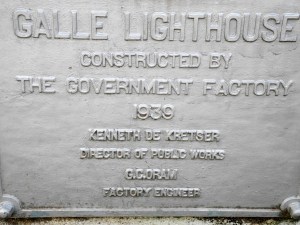 GALLE LIGHTHOUSE
CONSTRUCTED BY
THE GOVERNMENT FACTORY
1939
KENNETH DE KRETSER
DIRECTOR OF PUBLIC WORKS
G.C.ORAM
FACTORY ENGINEER